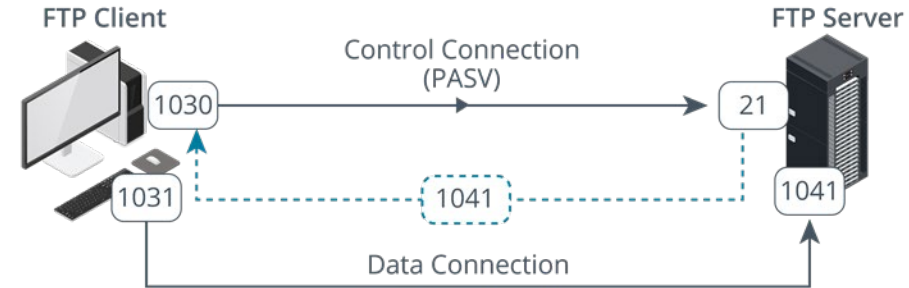 FTP Client
FTP Server
Control Connection
(PASV)
1030
21
1031
1041
1041
Data Connection